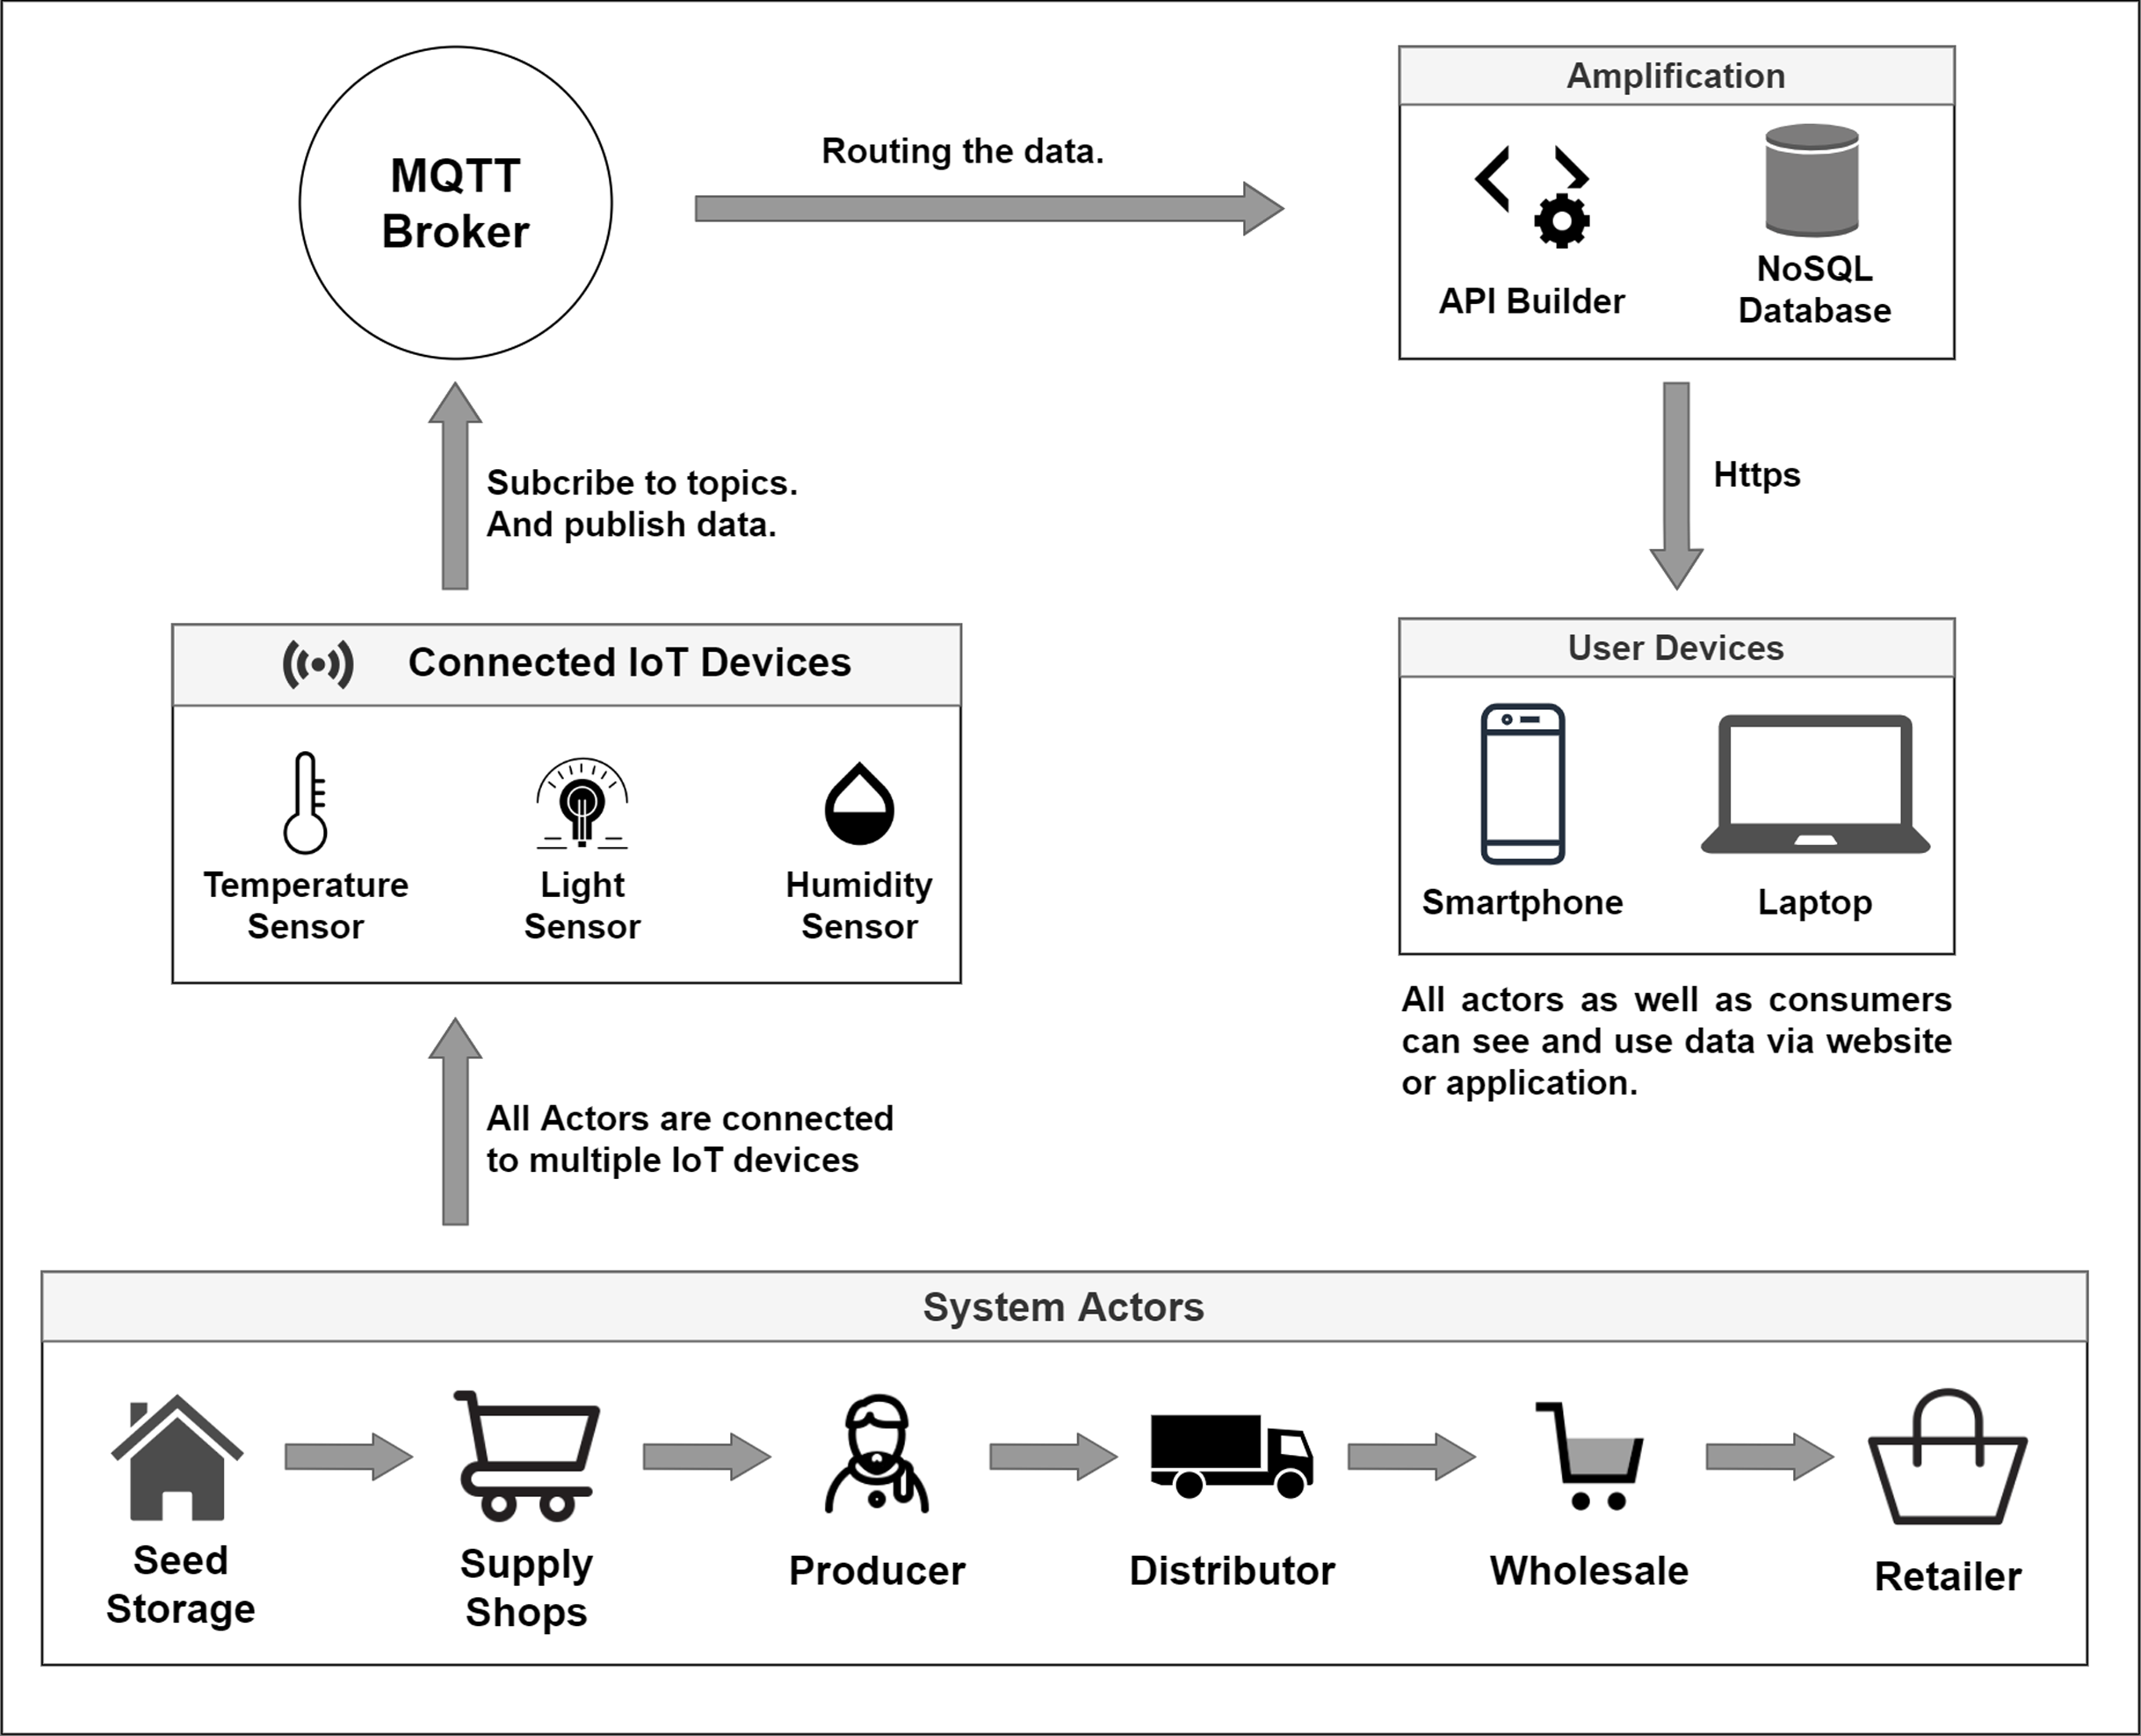 MQTT
Broker
Routing the data.
Amplification
API Builder
NoSQL
Database
Subcribe to topics.
And publish data.
Https
Connected IoT Devices
Temperature
Sensor
Light
Sensor
Humidity
Sensor
User Devices
Smartphone
Laptop
All actors as well as consumers
can see and use data via website
or application.
All Actors are connected
to multiple IoT devices
System Actors
Seed
Storage
Supply
Shops
Producer
Distributor
Wholesale
Retailer